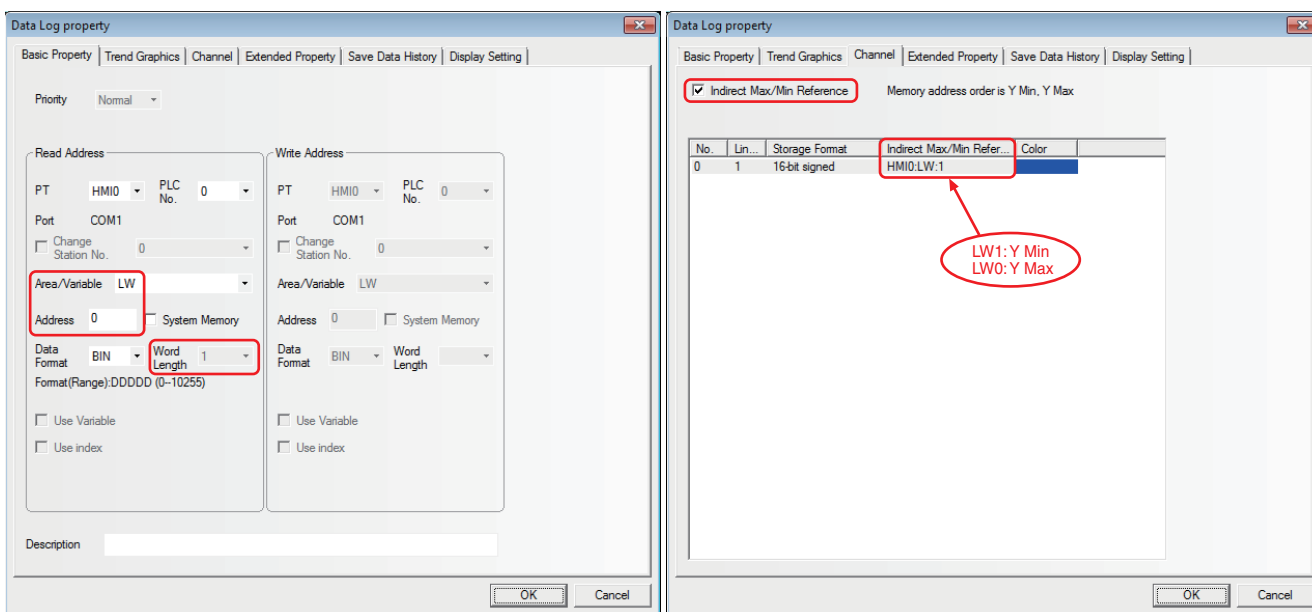 Data Log property
Basic Property Trend Graphics Channel Extended Property Save Data History Display Setting
Priority Normal
Read Address
PT HMI0 PLC No. 0
Port COM1
Change Station No. 0
Area/Variable LW
Address 0 System Memory
Data Format BIN Word Length 1
Format(Range):DDDDD (0--10255)
Use Variable
Use index
Write Address
PT HMI0 PLC No. 0
Port COM1
Change Station No. 0
Area/Variable LW
Address 0 System Memory
Data Format BIN Word Length
Use Variable
Use index
Description
OK Cancel
Data Log property
Basic Property Trend Graphics Channel Extended Property Save Data History Display Setting
Indirect Max/Min Reference Memory address order is Y Min, Y Max
No. Lin... Storage Format Indirect Max/Min Refer... Color
0 1 16-bit signed HMI0:LW:1
LW1: Y Min
LW0: Y Max
OK Cancel